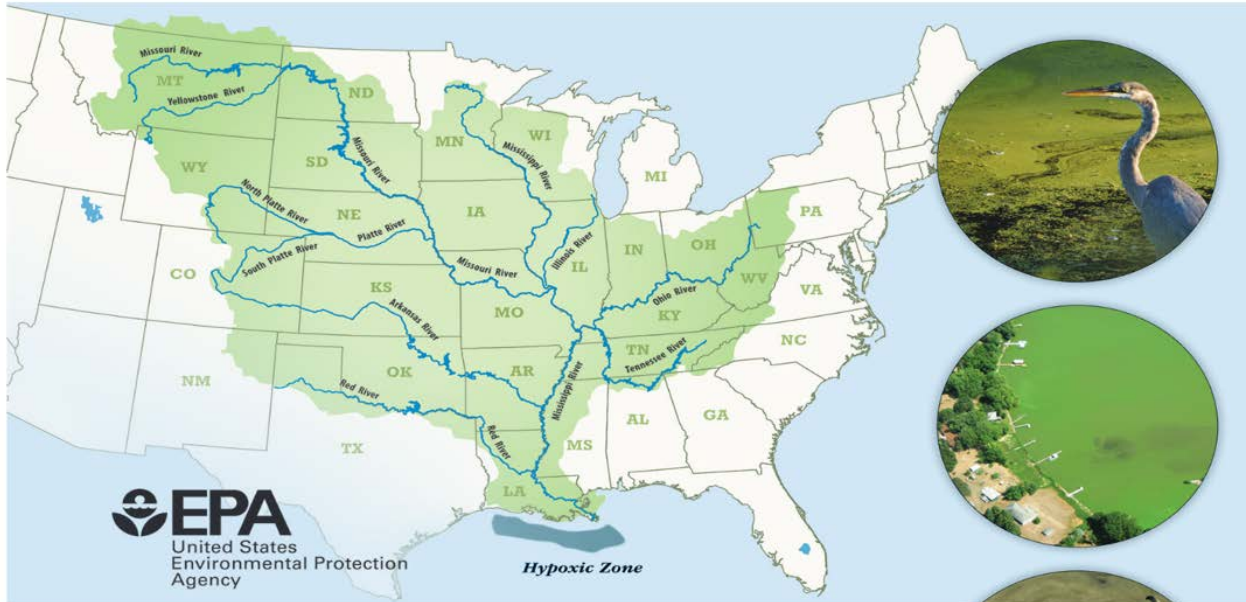 Missouri River
MT
Yellowstone River
ND
MN
WI
WY
SD
Missouri River
Mississippi River
MI
North Platte River
NE
Platte River
IA
South Platte River
CO
Illinois River
IL
IN
OH
PA
WV
VA
KS
Missouri River
MO
Ohio River
KY
Arkansas River
NC
TN
Tennessee River
NM
OK
AR
Mississippi River
Red River
Red River
TX
MS
AL
GA
LA
EPA
United States
Environmental Protection
Agency
Hypoxic Zone